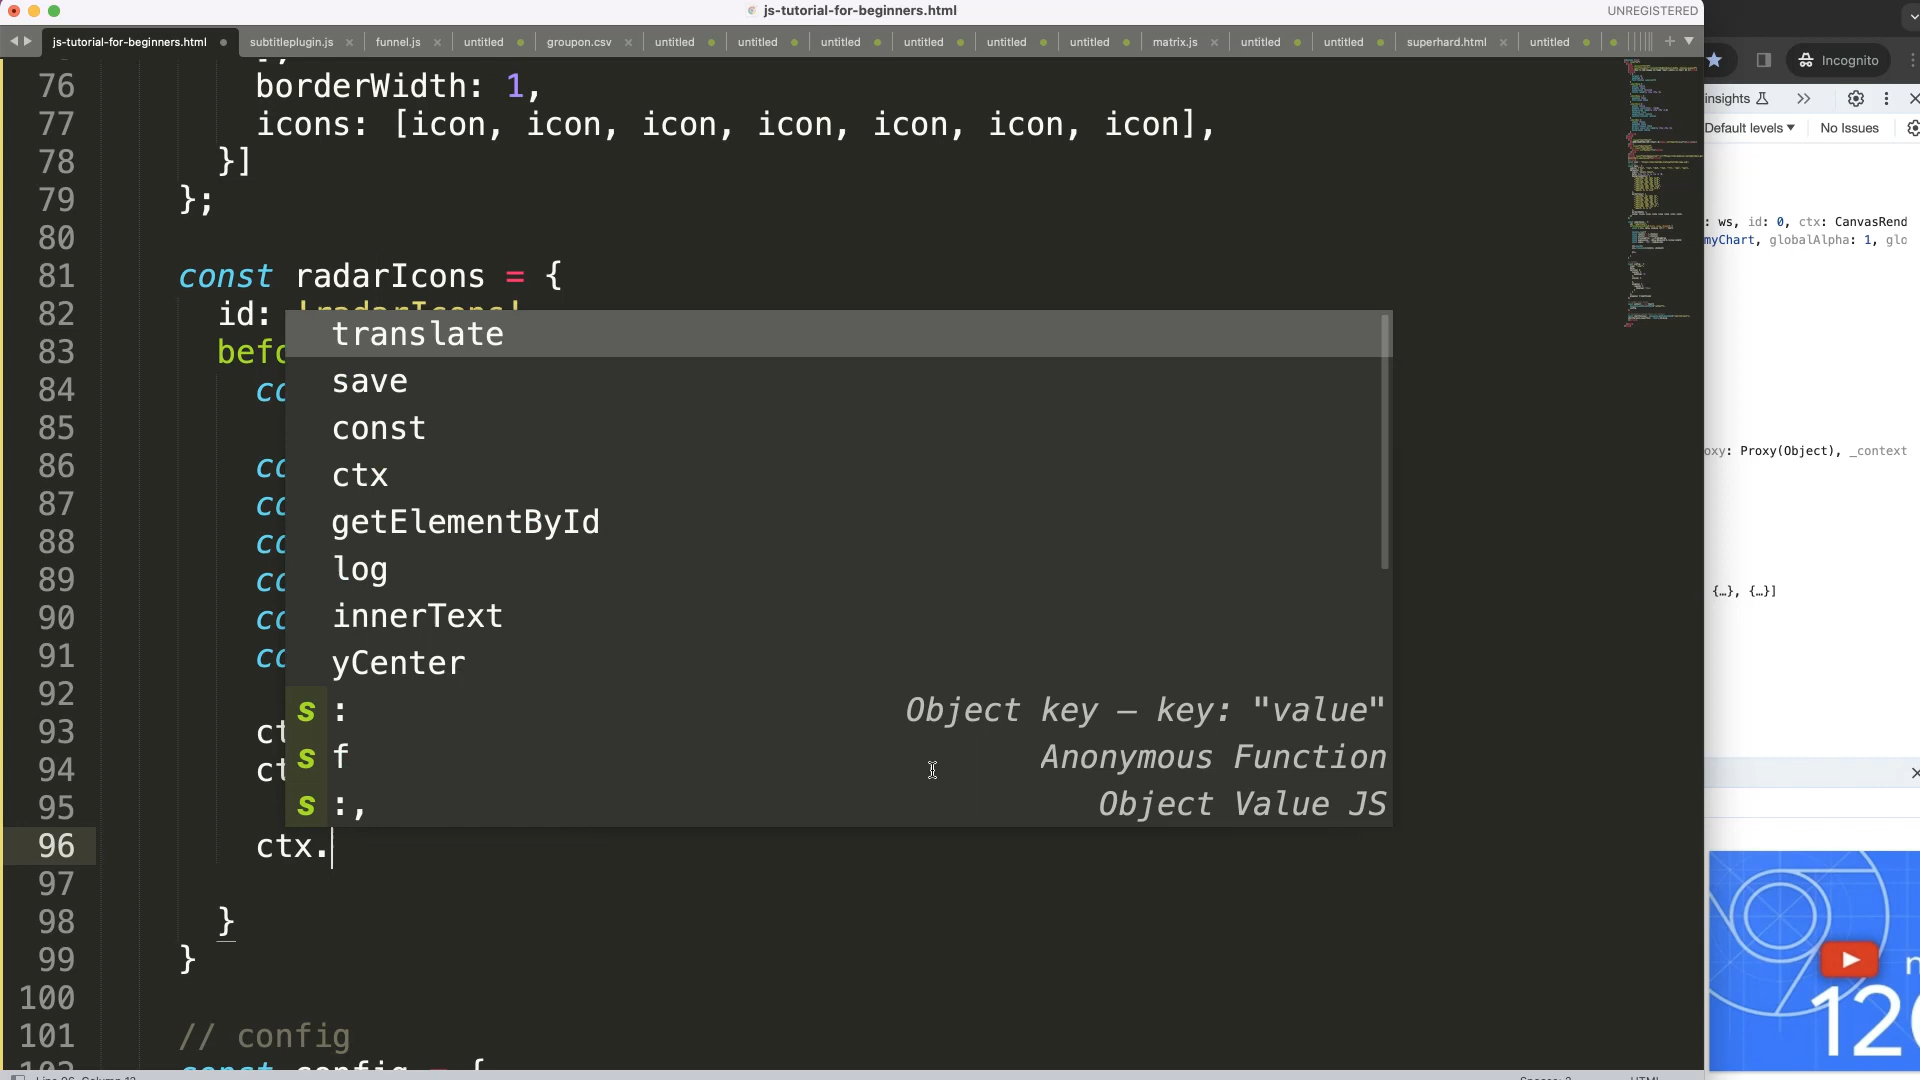 js-tutorial-for-beginners.html
UNREGISTERED
js-tutorial-for-beginners.html subtitleplugin.js funnel.js untitled groupon.csv untitled untitled untitled untitled untitled untitled matrix.js untitled untitled superhard.html untitled
Incognito
insights
Default levels No Issues
76 borderWidth: 1,
77 icons: [icon, icon, icon, icon, icon, icon, icon],
78 }]
79 };
80
81 const radarIcons = {
82 id: 'radarIcons'
83 befo
84 co
85
86 co
87 co
88 co
89 co
90 co
91 co
92
93 ct
94 ct
95
96 ctx.
97
98 }
99 }
100
101 // config
102 const config = {
translate
save
const
ctx
getElementById
log
innerText
yCenter
s : Object key – key: "value"
s f Anonymous Function
s :, Object Value JS
: ws, id: 0, ctx: CanvasRend
myChart, globalAlpha: 1, glo
oxy: Proxy(Object), _context
{…}, {…}]
120